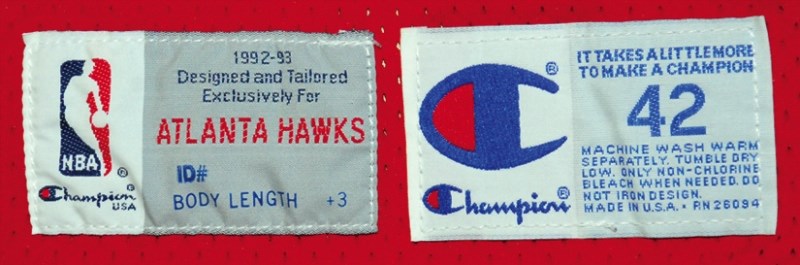 1992-93
Designed and Tailored
Exclusively For
ATLANTA HAWKS
ID#
BODY LENGTH +3
NBA ®
Champion ®
USA
®
IT TAKES A LITTLE MORE
TO MAKE A CHAMPION
42
MACHINE WASH WARM
SEPARATELY. TUMBLE DRY
LOW. ONLY NON-CHLORINE
BLEACH WHEN NEEDED. DO
NOT IRON DESIGN.
MADE IN U.S.A. • RN 26094
Champion ®